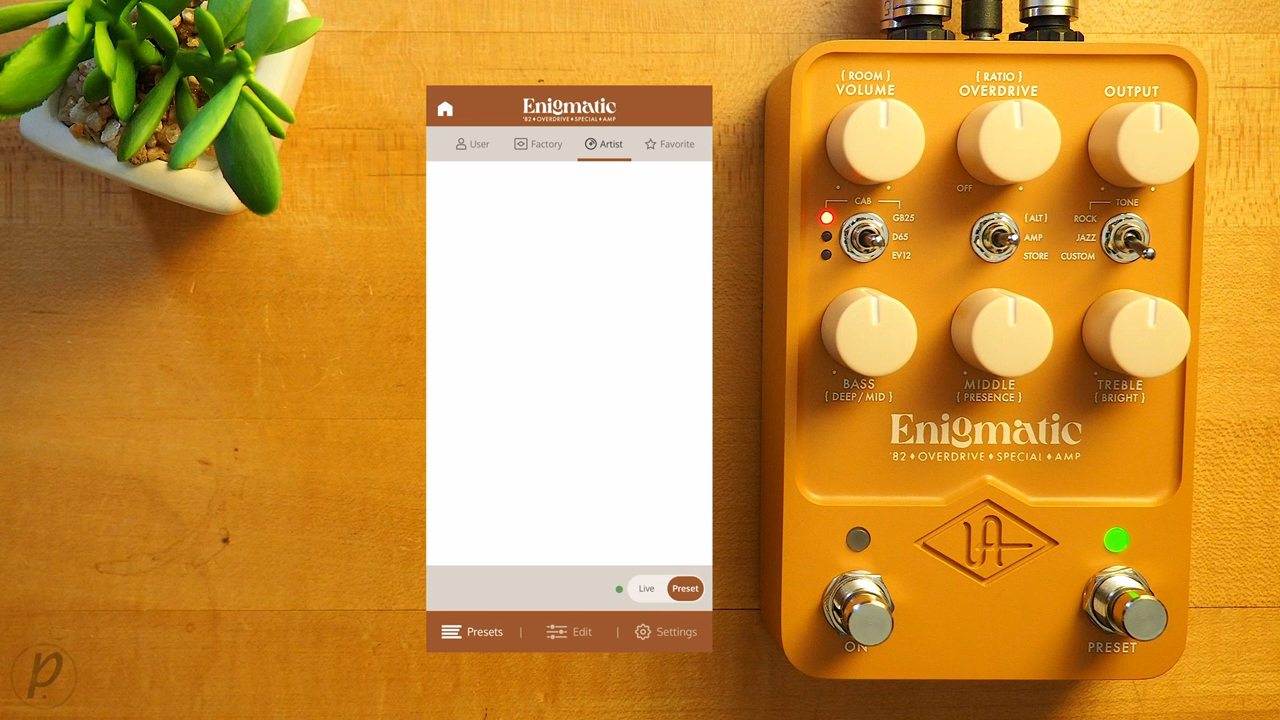 Enigmatic
'82♦OVERDRIVE♦SPECIAL♦AMP
User
Factory
Artist
Favorite
Live
Preset
Presets | Edit | Settings
{ ROOM }
VOLUME
{ RATIO }
OVERDRIVE
OUTPUT
OFF
CAB
GB25
D65
EV12
{ ALT }
AMP
STORE
TONE
ROCK
JAZZ
CUSTOM
BASS
{ DEEP / MID }
MIDDLE
{ PRESENCE }
TREBLE
{ BRIGHT }
Enigmatic
'82♦OVERDRIVE♦SPECIAL♦AMP
UA
ON
PRESET
p.